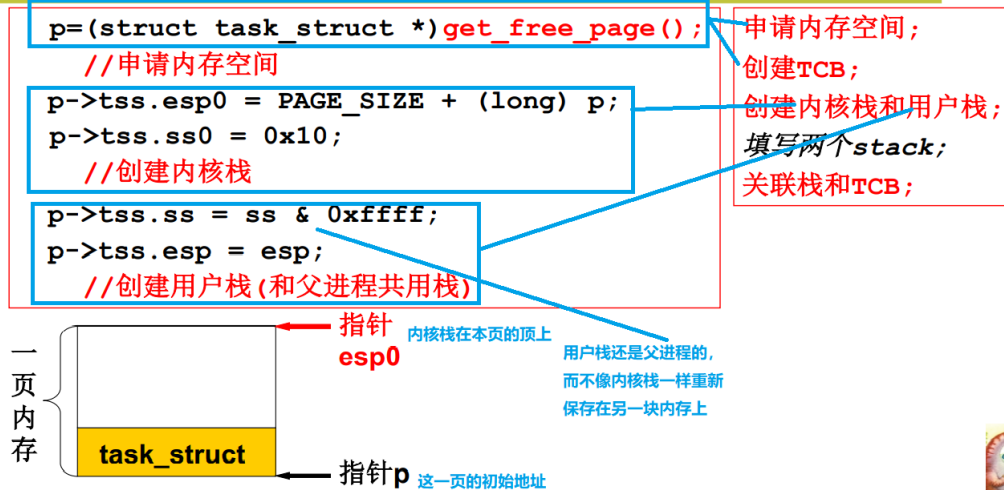 p=(struct task_struct *)get_free_page();
//申请内存空间
p->tss.esp0 = PAGE_SIZE + (long) p;
p->tss.ss0 = 0x10;
//创建内核栈
p->tss.ss = ss & 0xffff;
p->tss.esp = esp;
//创建用户栈(和父进程共用栈)
申请内存空间;
创建TCB;
创建内核栈和用户栈;
填写两个stack;
关联栈和TCB;
一页内存
指针
esp0
内核栈在本页的顶上
用户栈还是父进程的,
而不像内核栈一样重新
保存在另一块内存上
task_struct
指针p
这一页的初始地址